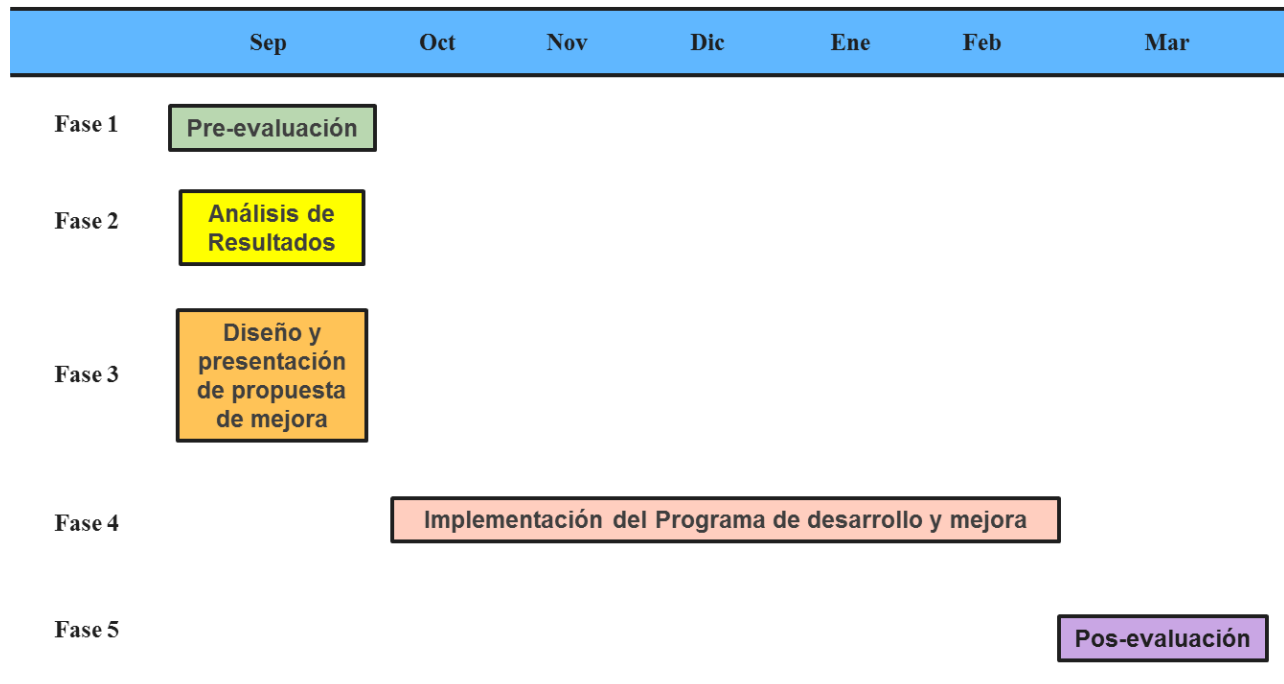 Sep Oct Nov Dic Ene Feb Mar
Fase 1
Pre-evaluación
Fase 2
Análisis de
Resultados
Fase 3
Diseño y
presentación
de propuesta
de mejora
Fase 4
Implementación del Programa de desarrollo y mejora
Fase 5
Pos-evaluación